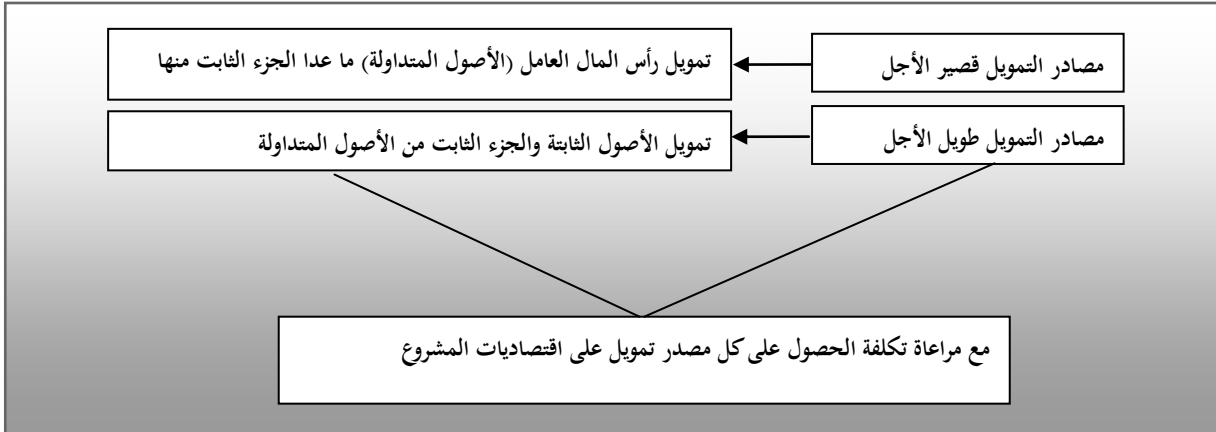 مصادر التمويل قصير الأجل
تمويل رأس المال العامل (الأصول المتداولة) ما عدا الجزء الثابت منها
مصادر التمويل طويل الأجل
تمويل الأصول الثابتة والجزء الثابت من الأصول المتداولة
مع مراعاة تكلفة الحصول على كل مصدر تمويل على اقتصاديات المشروع